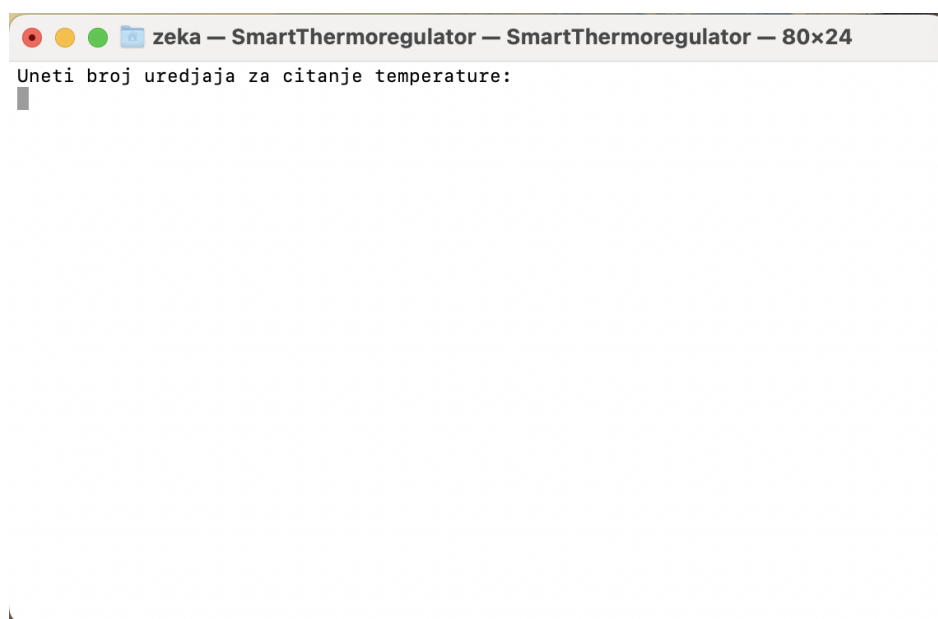 zeka — SmartThermoregulator — SmartThermoregulator — 80×24
Uneti broj uredjaja za citanje temperature: